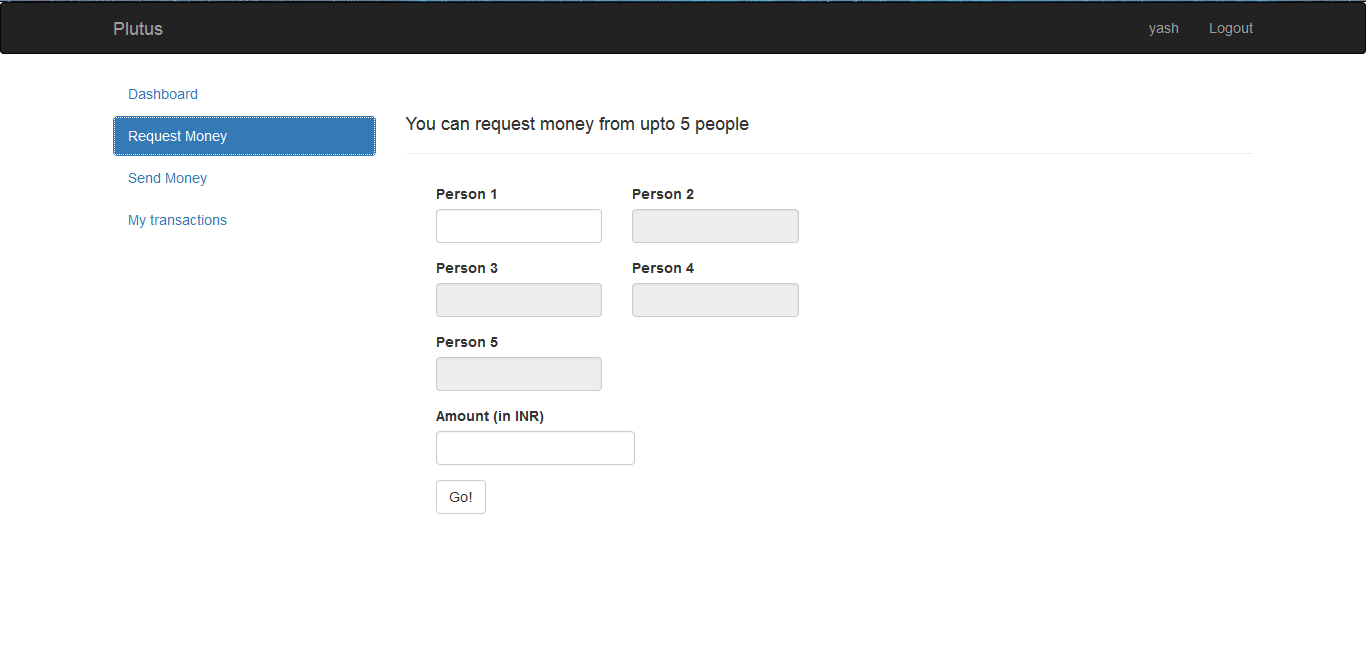 Plutus yash Logout
Dashboard
Request Money
Send Money
My transactions
You can request money from upto 5 people
Person 1 Person 2
Person 3 Person 4
Person 5
Amount (in INR)
Go!